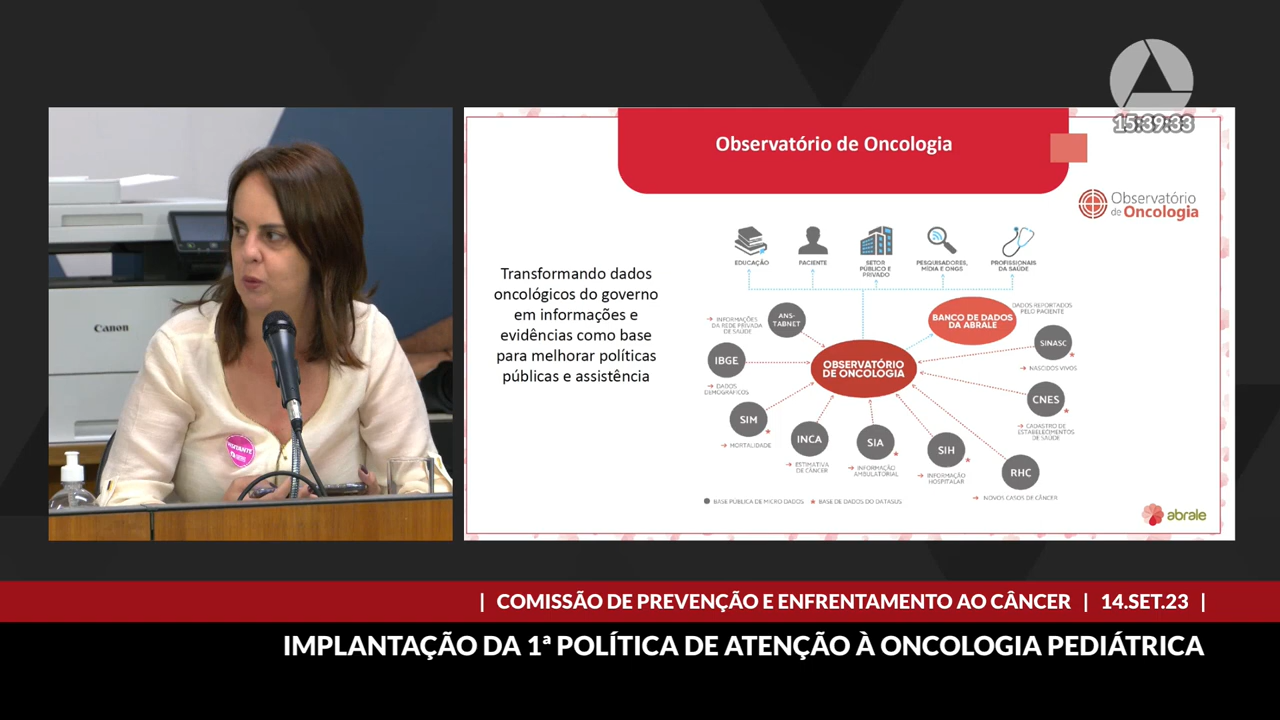 15:39:33
Canon
VISITANTE
Observatório de Oncologia
Observatório
de Oncologia
Transformando dados
oncológicos do governo
em informações e
evidências como base
para melhorar políticas
públicas e assistência
EDUCAÇÃO
PACIENTE
SETOR
PÚBLICO E
PRIVADO
PESQUISADORES,
MÍDIA E ONGS
PROFISSIONAIS
DA SAÚDE
INFORMAÇÕES
DA REDE PRIVADA
DE SAÚDE
ANS-
TABNET
BANCO DE DADOS
DA ABRALE
DADOS REPORTADOS
PELO PACIENTE
SINASC
NASCIDOS VIVOS
IBGE
DADOS
DEMOGRÁFICOS
OBSERVATÓRIO
DE ONCOLOGIA
CNES
CADASTRO DE
ESTABELECIMENTOS
DE SAÚDE
SIM
MORTALIDADE
INCA
ESTIMATIVA
DE CÂNCER
SIA
INFORMAÇÃO
AMBULATORIAL
SIH
INFORMAÇÃO
HOSPITALAR
RHC
NOVOS CASOS DE CÂNCER
BASE PÚBLICA DE MICRO DADOS * BASE DE DADOS DO DATASUS
abrale
| COMISSÃO DE PREVENÇÃO E ENFRENTAMENTO AO CÂNCER | 14.SET.23 |
IMPLANTAÇÃO DA 1ª POLÍTICA DE ATENÇÃO À ONCOLOGIA PEDIÁTRICA